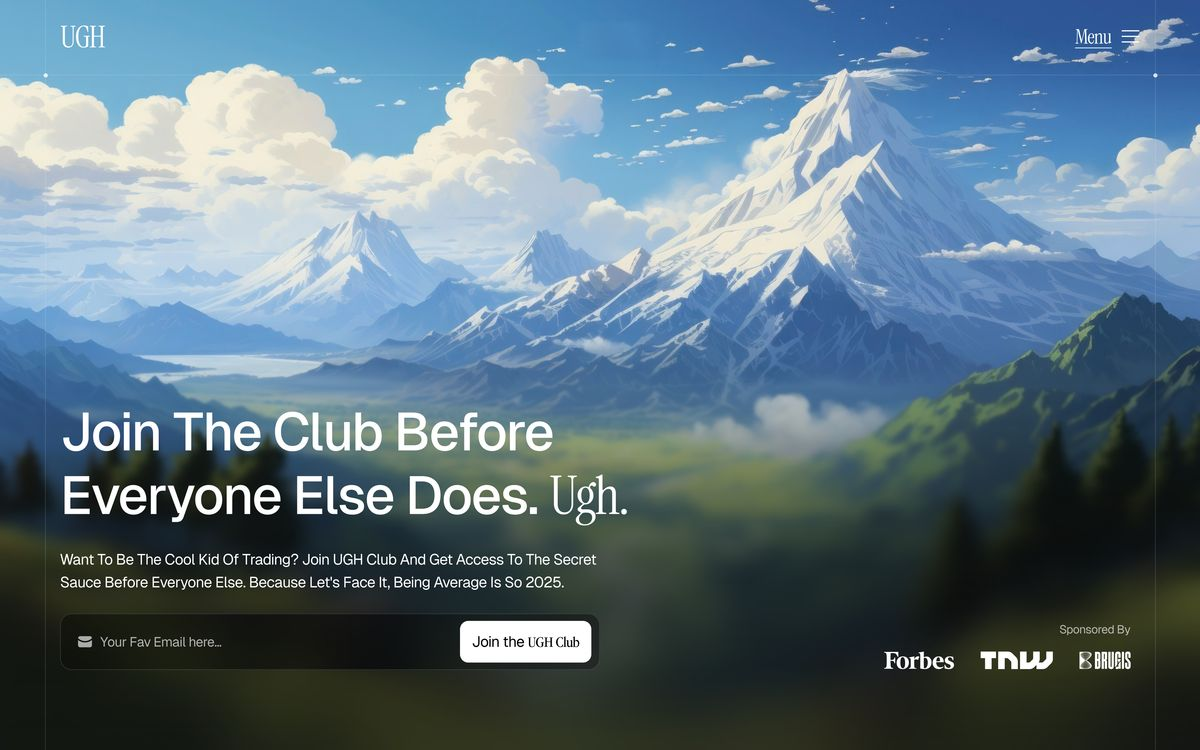 UGH
Menu
Join The Club Before
Everyone Else Does. Ugh.
Want To Be The Cool Kid Of Trading? Join UGH Club And Get Access To The Secret
Sauce Before Everyone Else. Because Let's Face It, Being Average Is So 2025.
Your Fav Email here...
Join the UGH Club
Sponsored By
Forbes
TNW
BRUGIS